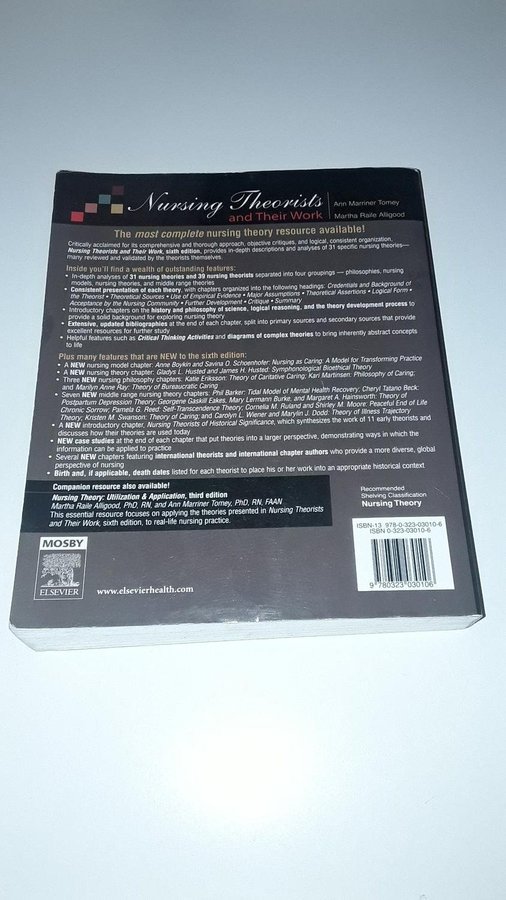 Nursing Theorists
and Their Work
Ann Marriner Tomey
Martha Raile Alligood
The most complete nursing theory resource available!
Critically acclaimed for its comprehensive and thorough approach, objective critiques, and logical, consistent organization,
Nursing Theorists and Their Work, sixth edition, provides in-depth descriptions and analyses of 31 specific nursing theories—
many reviewed and validated by the theorists themselves.
Inside you'll find a wealth of outstanding features:
• In-depth analyses of 31 nursing theories and 39 nursing theorists separated into four groupings — philosophies, nursing
models, nursing theories, and middle range theories
• Consistent presentation of each theory, with chapters organized into the following headings: Credentials and Background of
the Theorist • Theoretical Sources • Use of Empirical Evidence • Major Assumptions • Theoretical Assertions • Logical Form •
Acceptance by the Nursing Community • Further Development • Critique • Summary
• Introductory chapters on the history and philosophy of science, logical reasoning, and the theory development process to
provide a solid background for exploring nursing theory
• Extensive, updated bibliographies at the end of each chapter, split into primary sources and secondary sources that provide
excellent resources for further study
• Helpful features such as Critical Thinking Activities and diagrams of complex theories to bring inherently abstract concepts
to life
Plus many features that are NEW to the sixth edition:
• A NEW nursing model chapter: Anne Boykin and Savina O. Schoenhofer: Nursing as Caring: A Model for Transforming Practice
• A NEW nursing theory chapter: Gladys L. Husted and James H. Husted: Symphonological Bioethical Theory
• Three NEW nursing philosophy chapters: Katie Eriksson: Theory of Caritative Caring; Kari Martinsen: Philosophy of Caring;
and Marilyn Anne Ray: Theory of Bureaucratic Caring
• Seven NEW middle range nursing theory chapters: Phil Barker: Tidal Model of Mental Health Recovery; Cheryl Tatano Beck:
Postpartum Depression Theory; Georgene Gaskill Eakes, Mary Lermann Burke, and Margaret A. Hainsworth: Theory of
Chronic Sorrow; Pamela G. Reed: Self-Transcendence Theory; Cornelia M. Ruland and Shirley M. Moore: Peaceful End of Life
Theory; Kristen M. Swanson: Theory of Caring; and Carolyn L. Wiener and Marylin J. Dodd: Theory of Illness Trajectory
• A NEW introductory chapter, Nursing Theorists of Historical Significance, which synthesizes the work of 11 early theorists and
discusses how their theories are used today
• NEW case studies at the end of each chapter that put theories into a larger perspective, demonstrating ways in which the
information can be applied to practice
• Several NEW chapters featuring international theorists and international chapter authors who provide a more diverse, global
perspective of nursing
• Birth and, if applicable, death dates listed for each theorist to place his or her work into an appropriate historical context
Companion resource also available!
Nursing Theory: Utilization & Application, third edition
Martha Raile Alligood, PhD, RN, and Ann Marriner Tomey, PhD, RN, FAAN
This essential resource focuses on applying the theories presented in Nursing Theorists
and Their Work, sixth edition, to real-life nursing practice.
Recommended
Shelving Classification
Nursing Theory
ISBN-13 978-0-323-03010-6
ISBN 0-323-03010-6
9 780323 030106
MOSBY
ELSEVIER
www.elsevierhealth.com